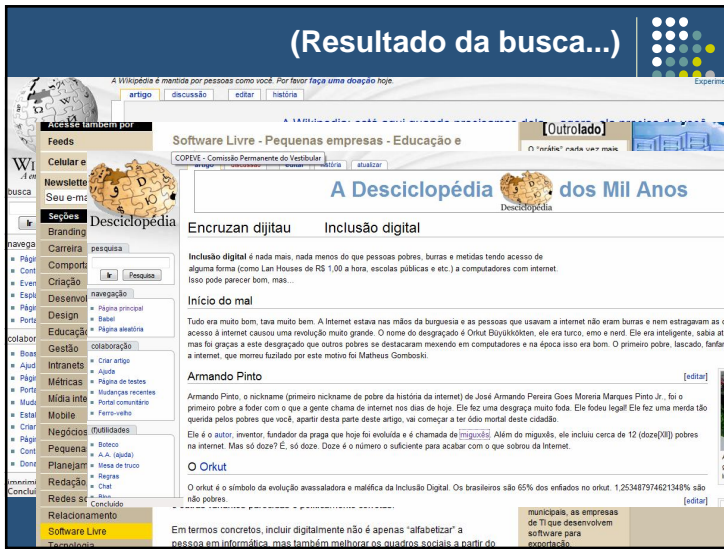 (Resultado da busca...)
A Wikipédia é mantida por pessoas como você. Por favor faça uma doação hoje.
artigo discussão editar história
Acesse também por
Feeds
Celular e
Newslette
Seu e-ma
Seções
Branding
Carreira
Comporta
Criação
Desenvol
Design
Educaçã
Gestão
Intranets
Métricas
Mídia inte
Mobile
Negócios
Pequena
Planejam
Redação
Redes so
Relacionamento
Software Livre
Tecnologia
busca
Ir
Software Livre - Pequenas empresas - Educação e
[Outrolado]
O "grátis" cada vez mais
COPEVE - Comissão Permanente do Vestibular
história atualizar
A Desciclopédia dos Mil Anos
Desciclopédia
Desciclopédia
pesquisa
Ir Pesquisa
navegação
Página principal
Babel
Página aleatória
colaboração
Criar artigo
Ajuda
Página de testes
Mudanças recentes
Portal comunitário
Ferro-velho
(f)utilidades
Boteco
A.A. (ajuda)
Mesa de truco
Regras
Chat
Concluído
Encruzan dijitau Inclusão digital
Inclusão digital é nada mais, nada menos do que pessoas pobres, burras e metidas tendo acesso de
alguma forma (como Lan Houses de R$ 1,00 a hora, escolas públicas e etc.) a computadores com internet.
Isso pode parecer bom, mas...
Início do mal
Tudo era muito bom, tava muito bem. A Internet estava nas mãos da burguesia e as pessoas que usavam a internet não eram burras e nem estragavam as
acesso à internet causou uma revolução muito grande. O nome do desgraçado é Orkut Büyükkökten, ele era turco, emo e nerd. Ele era inteligente, sabia
mas foi graças a este desgraçado que outros pobres se destacaram mexendo em computadores e na época isso era bom. O primeiro pobre, lascado,
a internet, que morreu fuzilado por este motivo foi Matheus Gomboski.
Armando Pinto [editar]
Armando Pinto, o nickname (primeiro nickname de pobre da história da internet) de José Armando Pereira Goes Moreria Marques Pinto Jr., foi o
primeiro pobre a foder com o que a gente chama de internet nos dias de hoje. Ele fez uma desgraça muito foda. Ele fodeu legal! Ele fez uma merda tão
querida pelos pobres que você, apartir desta parte deste artigo, vai começar a ter ódio mortal deste cidadão.
Ele é o autor, inventor, fundador da praga que hoje foi evoluída e é chamada de miguxês. Além do miguxês, ele incluiu cerca de 12 (doze[XII]) pobres
na internet. Mas só doze? É, só doze. Doze é o número o suficiente para acabar com o que sobrou da Internet.
O Orkut
O orkut é o símbolo da evolução avassaladora e maléfica da Inclusão Digital. Os brasileiros são 65% dos enfiados no orkut. 1,253487974621348% são
não pobres.
[editar]
Em termos concretos, incluir digitalmente não é apenas "alfabetizar" a
pessoa em informática, mas também melhorar os quadros sociais a partir do
municipais, as empresas
de TI que desenvolvem
software para
exportação.